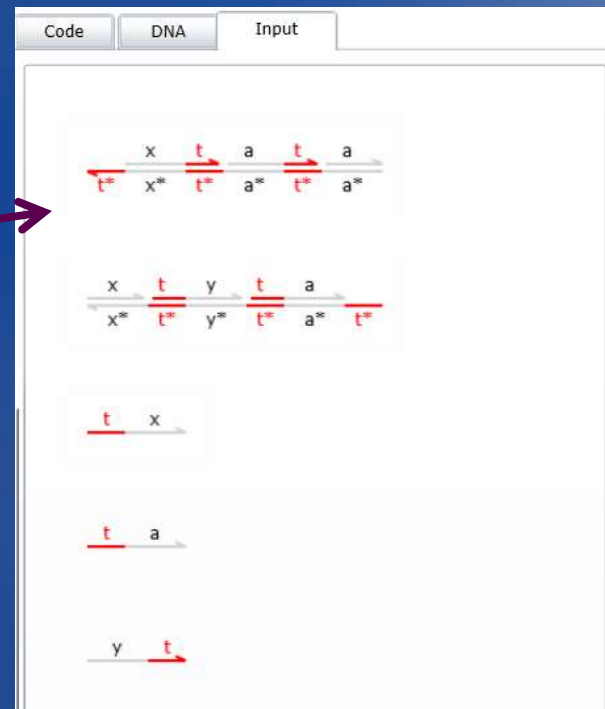 Code DNA Input
x t a t a
t* x* t* a* t* a*
x t y t a
x* t* y* t* a* t*
t x
t a
y t